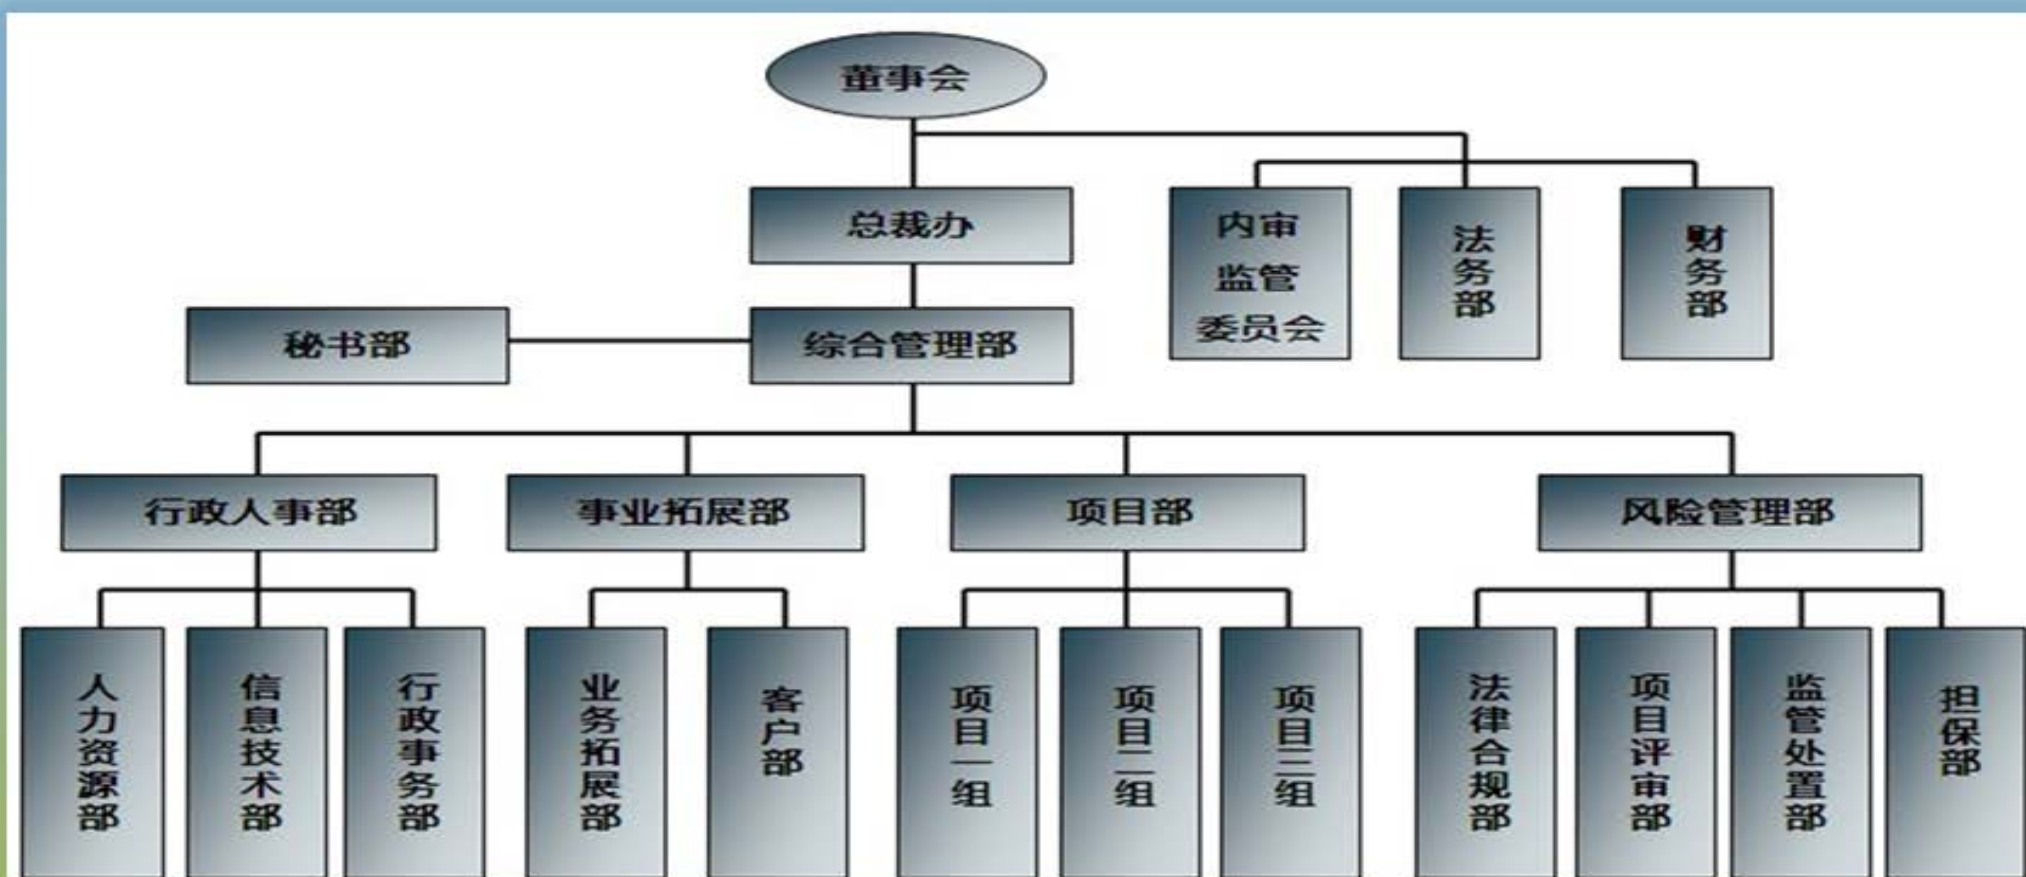 董事会
总裁办
内审
监管
委员会
法务部
财务部
秘书部
综合管理部
行政人事部
事业拓展部
项目部
风险管理部
人力资源部
信息技术部
行政事务部
业务拓展部
客户部
项目一组
项目二组
项目三组
法律合规部
项目评审部
监管处置部
担保部